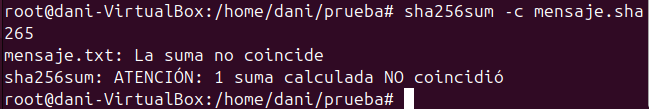 root@dani-VirtualBox:/home/dani/prueba# sha256sum -c mensaje.sha
265
mensaje.txt: La suma no coincide
sha256sum: ATENCIÓN: 1 suma calculada NO coincidió
root@dani-VirtualBox:/home/dani/prueba#